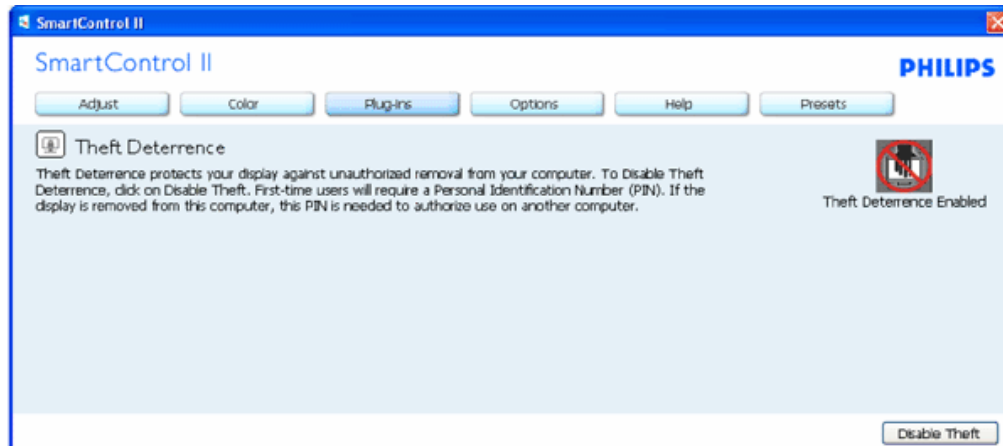 SmartControl II
SmartControl II
PHILIPS
Adjust Color Plug-Ins Options Help Presets
Theft Deterrence
Theft Deterrence protects your display against unauthorized removal from your computer. To Disable Theft
Deterrence, click on Disable Theft. First-time users will require a Personal Identification Number (PIN). If the
display is removed from this computer, this PIN is needed to authorize use on another computer.
Theft Deterrence Enabled
Disable Theft